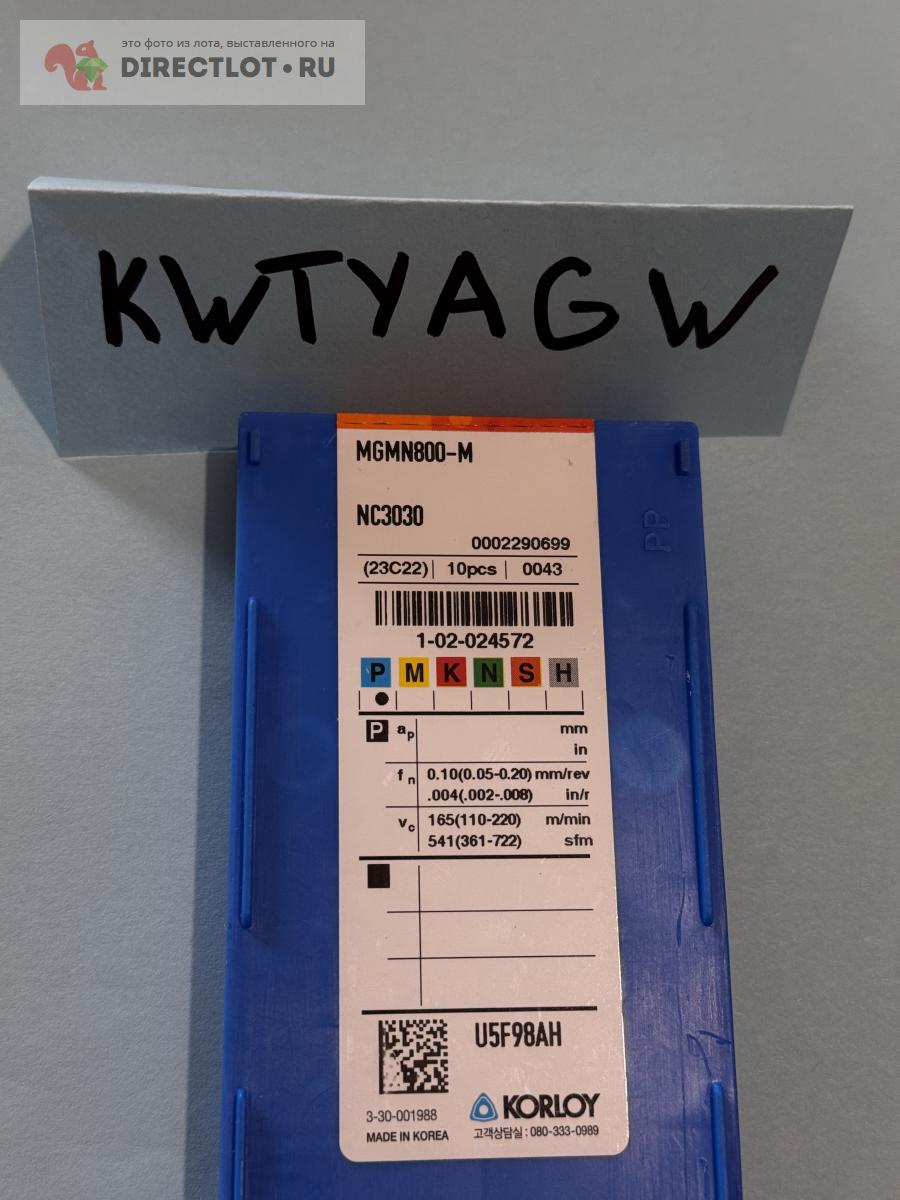 это фото из лота, выставленного на
DIRECTLOT•RU
KWTYAGW
MGMN800-M
NC3030
0002290699
(23C22) 10pcs 0043
1-02-024572
P M K N S H
PP
P ap mm
in
fn 0.10(0.05-0.20) mm/rev
.004(.002-.008) in/r
vc 165(110-220) m/min
541(361-722) sfm
U5F98AH
3-30-001988
KORLOY
MADE IN KOREA
고객상담실 : 080-333-0989